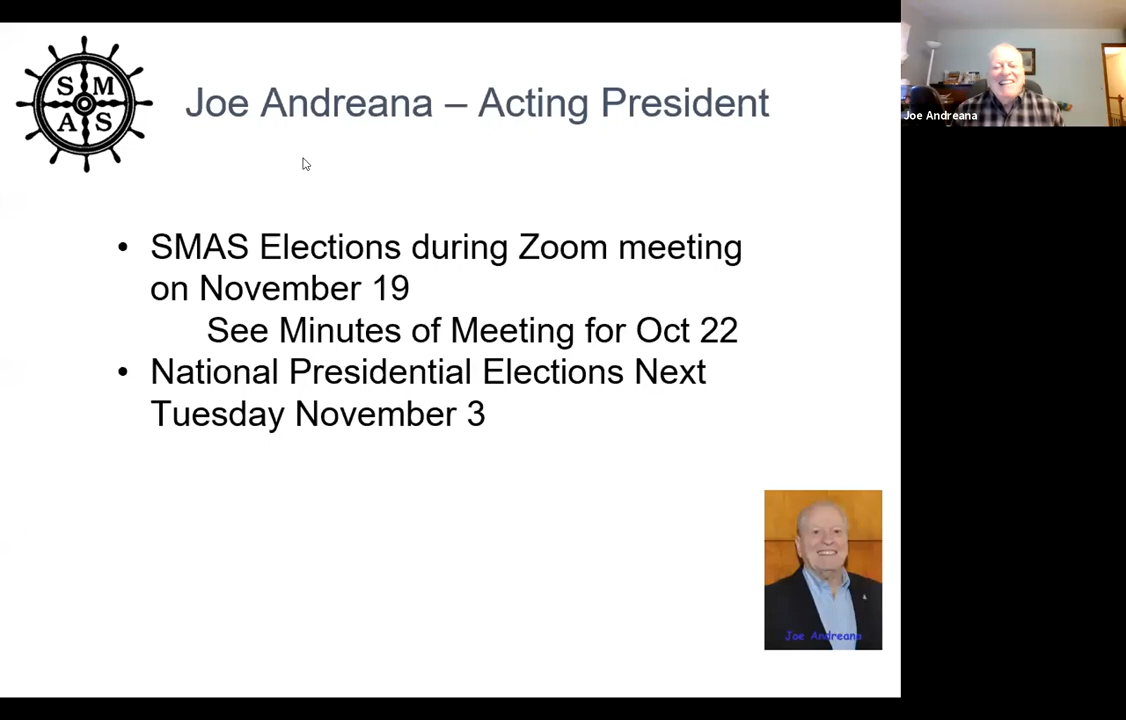 S M
A S
Joe Andreana – Acting President
Joe Andreana
• SMAS Elections during Zoom meeting
on November 19
See Minutes of Meeting for Oct 22
• National Presidential Elections Next
Tuesday November 3
Joe Andreana